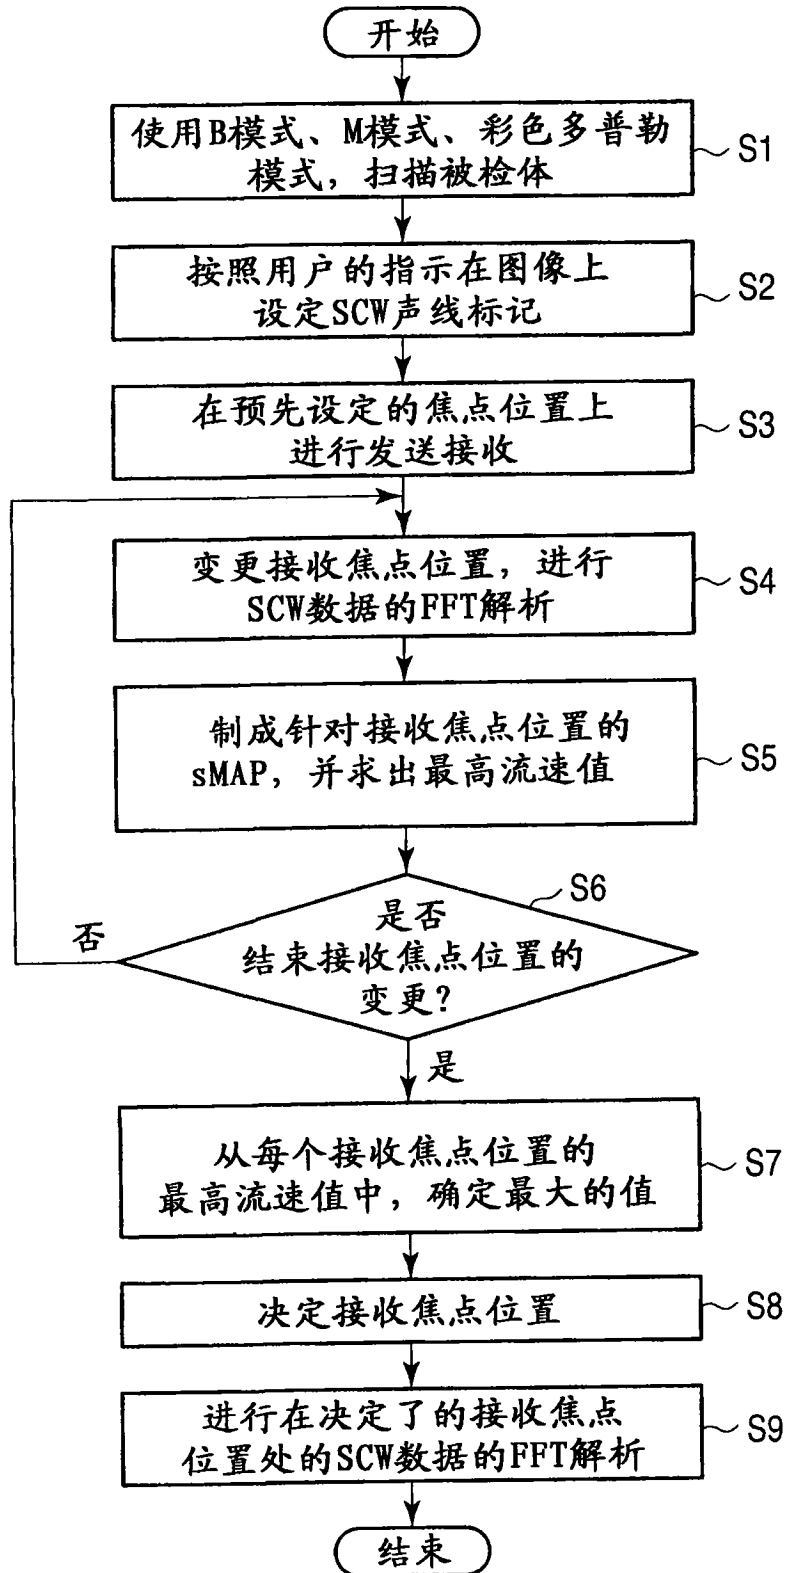 开始
使用B模式、M模式、彩色多普勒
模式，扫描被检体
S1
按照用户的指示在图像上
设定SCW声线标记
S2
在预先设定的焦点位置上
进行发送接收
S3
变更接收焦点位置，进行
SCW数据的FFT解析
S4
制成针对接收焦点位置的
sMAP，并求出最高流速值
S5
S6
是否
结束接收焦点位置的
变更?
否
是
从每个接收焦点位置的
最高流速值中，确定最大的值
S7
决定接收焦点位置
S8
进行在决定了的接收焦点
位置处的SCW数据的FFT解析
S9
结束